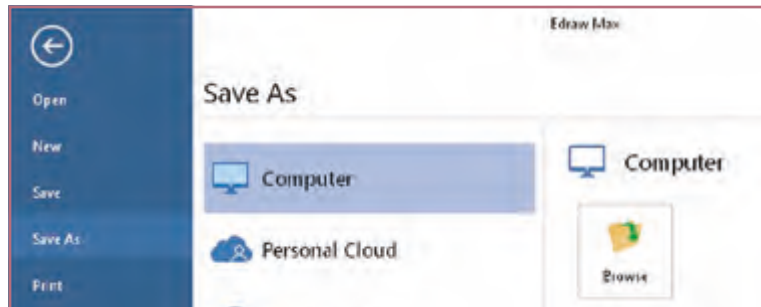 Edraw Max
Save As
Open
New
Save
Save As
Print
Computer
Personal Cloud
Computer
Browse